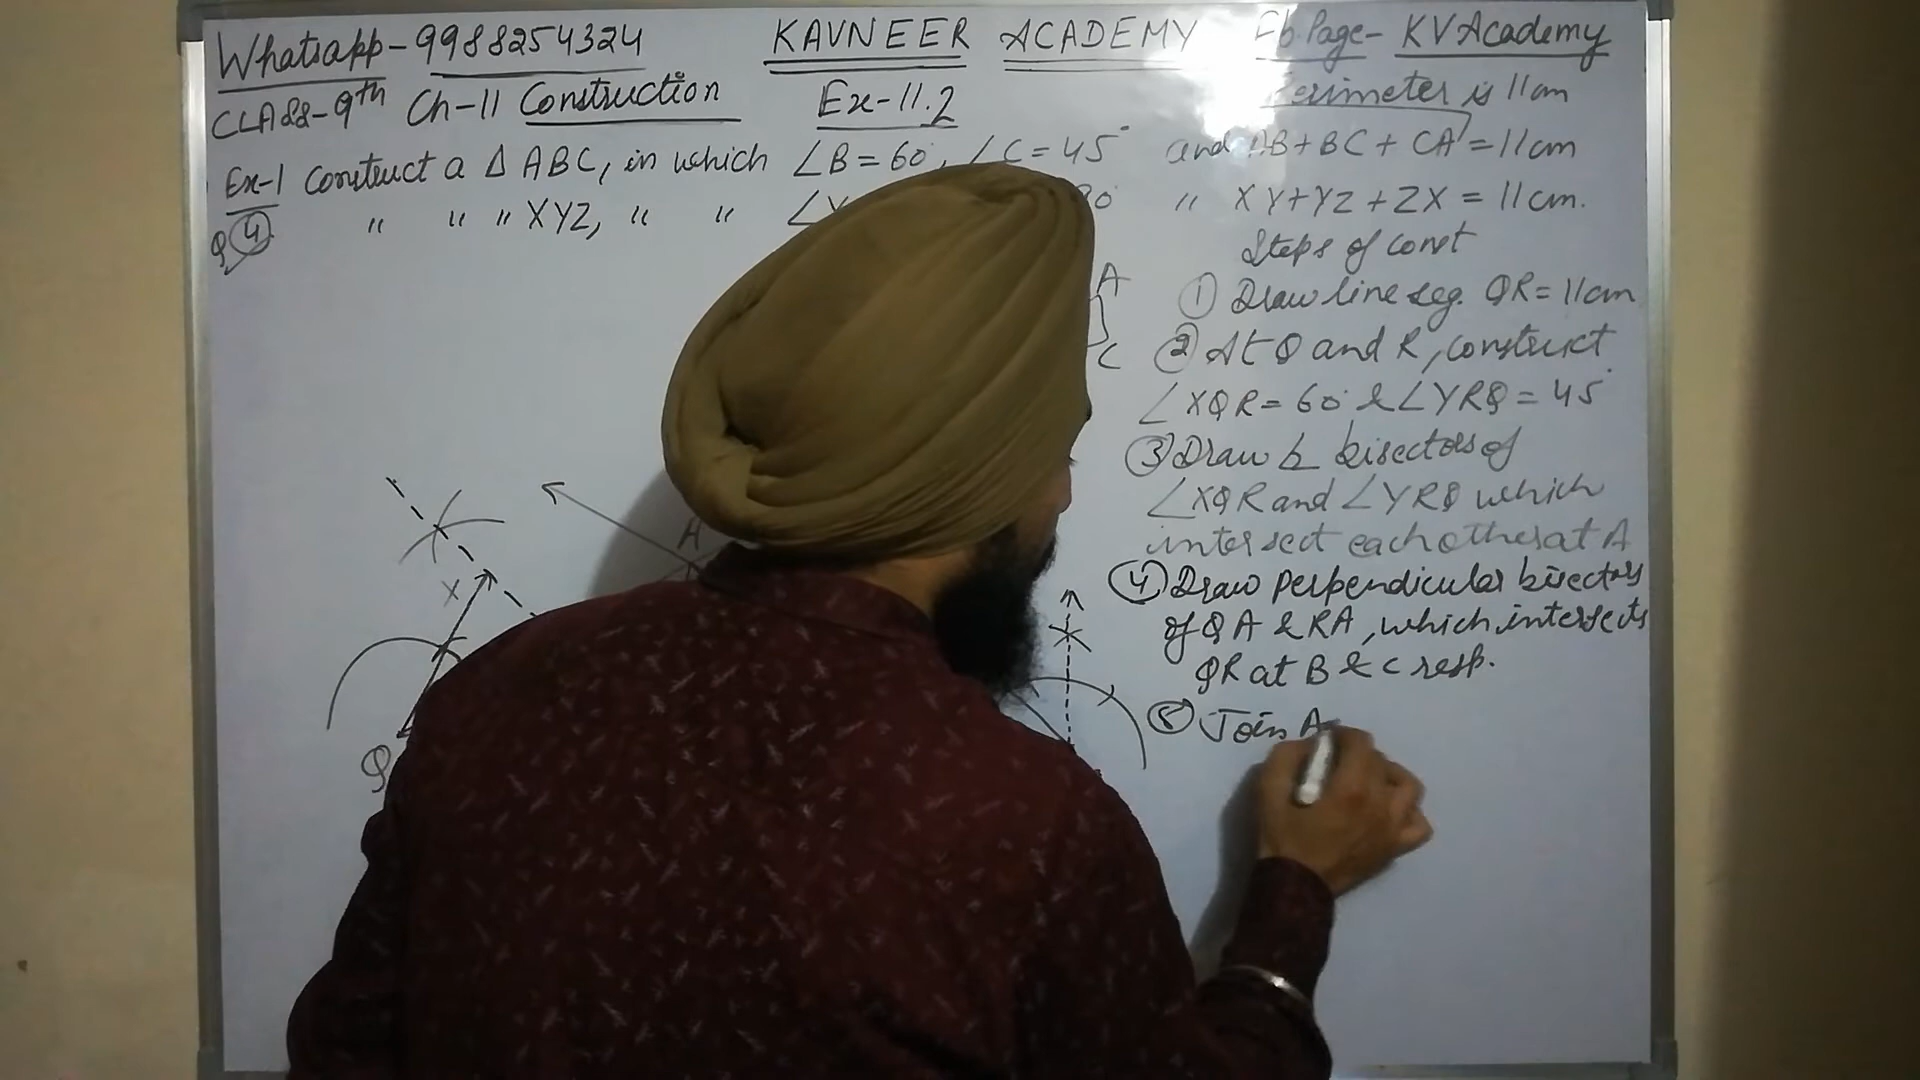 Whatsapp-9988254324 KAVNEER ACADEMY Fb Page- KVAcademy
CLASS-9th Ch-11 Construction Ex-11.2 Perimeter is 11cm
Ex-1 Construct a Δ ABC, in which ∠B=60°, ∠C=45° and AB+BC+CA=11cm
Q④ " " " XYZ, " " ∠Y " XY+YZ+ZX=11cm.
Steps of const
① Draw line seg. QR=11cm
② At Q and R, construct
∠XQR=60° & ∠YRQ=45°
③ Draw b bisectors of
∠XQR and ∠YRQ which
intersect each other at A
④ Draw perpendicular bisectors
of QA & RA, which intersects
QR at B & C resp.
⑤ Join A
A
C
A
X
Q